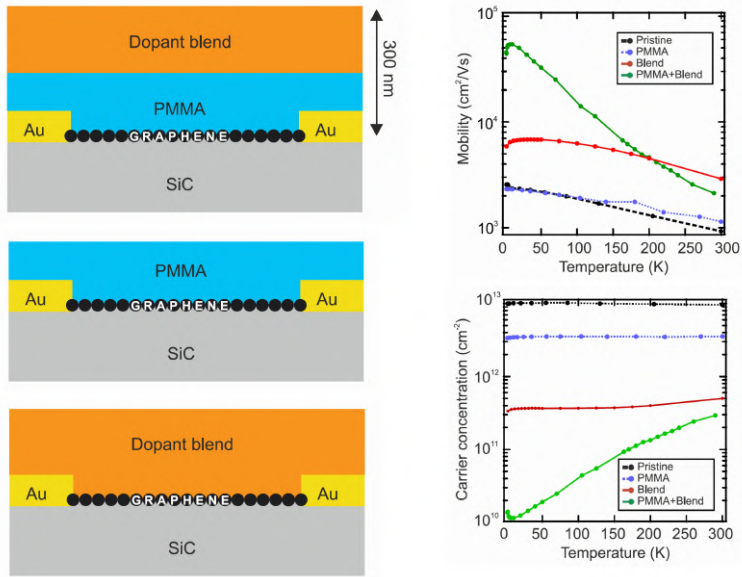 Dopant blend
300 nm
PMMA
Au
Au
GRAPHENE
SiC
PMMA
Au
Au
GRAPHENE
SiC
Dopant blend
Au
Au
GRAPHENE
SiC
Mobility (cm²/Vs)
10⁵
10⁴
10³
Pristine
PMMA
Blend
PMMA+Blend
0 50 100 150 200 250 300
Temperature (K)
Carrier concentration (cm⁻²)
10¹³
10¹²
10¹¹
10¹⁰
Pristine
PMMA
Blend
PMMA+Blend
0 50 100 150 200 250 300
Temperature (K)